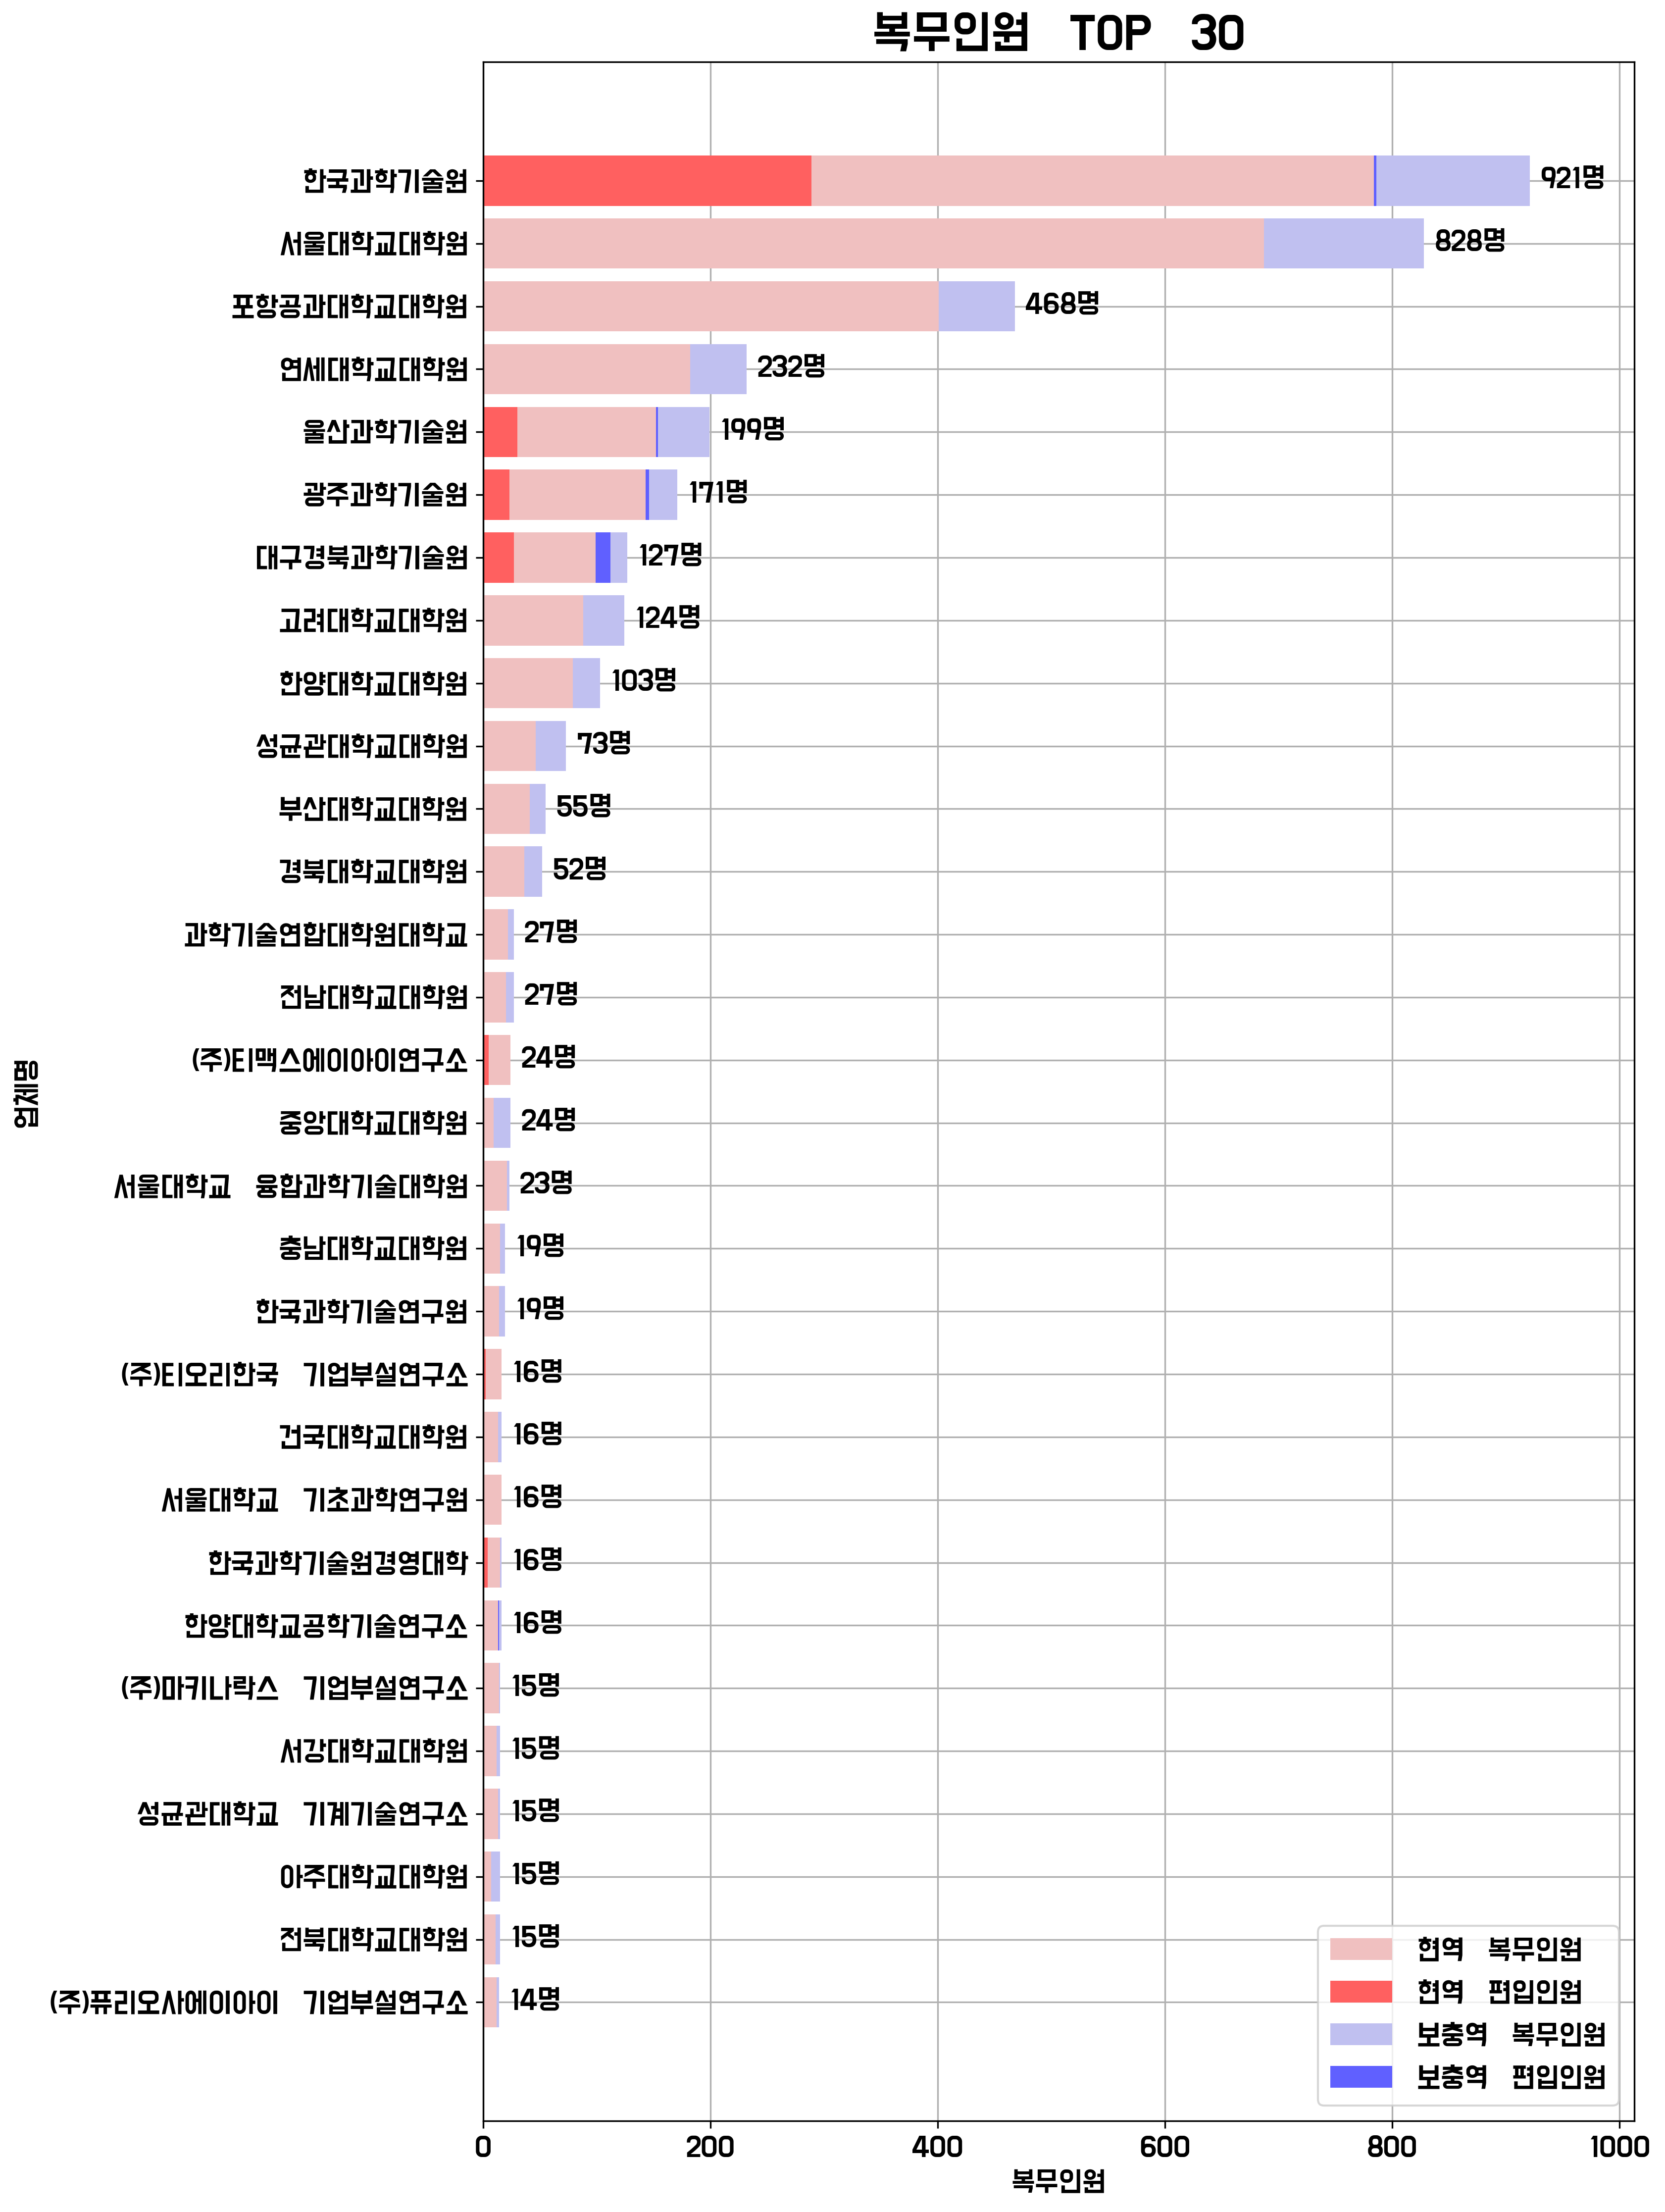 복무인원 TOP 30
한국과학기술원 921명
서울대학교대학원 828명
포항공과대학교대학원 468명
연세대학교대학원 232명
울산과학기술원 199명
광주과학기술원 171명
대구경북과학기술원 127명
고려대학교대학원 124명
한양대학교대학원 103명
성균관대학교대학원 73명
부산대학교대학원 55명
경북대학교대학원 52명
과학기술연합대학원대학교 27명
전남대학교대학원 27명
(주)티맥스에이아이연구소 24명
중앙대학교대학원 24명
서울대학교 융합과학기술대학원 23명
충남대학교대학원 19명
한국과학기술연구원 19명
(주)티오리한국 기업부설연구소 16명
건국대학교대학원 16명
서울대학교 기초과학연구원 16명
한국과학기술원경영대학 16명
한양대학교공학기술연구소 16명
(주)마키나락스 기업부설연구소 15명
서강대학교대학원 15명
성균관대학교 기계기술연구소 15명
아주대학교대학원 15명
전북대학교대학원 15명
(주)퓨리오사에이아이 기업부설연구소 14명
업체명
현역 복무인원
현역 편입인원
보충역 복무인원
보충역 편입인원
0 200 400 600 800 1000
복무인원